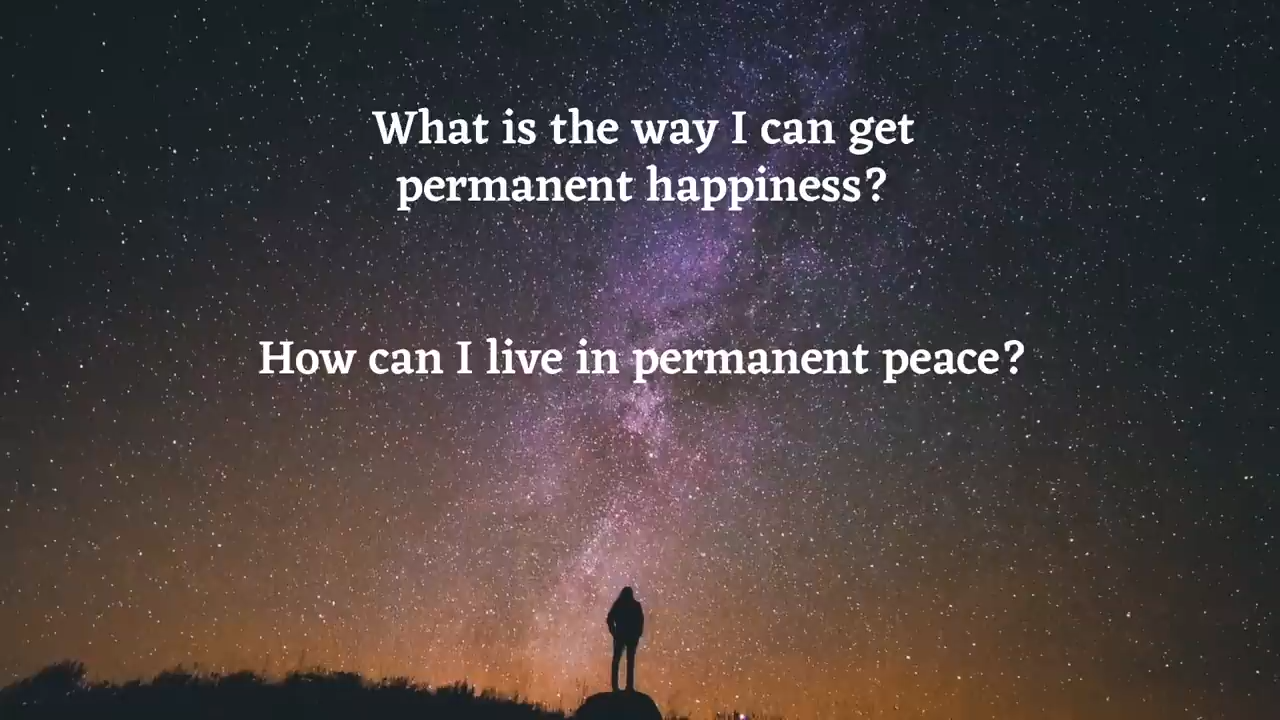 What is the way I can get
permanent happiness?
How can I live in permanent peace?